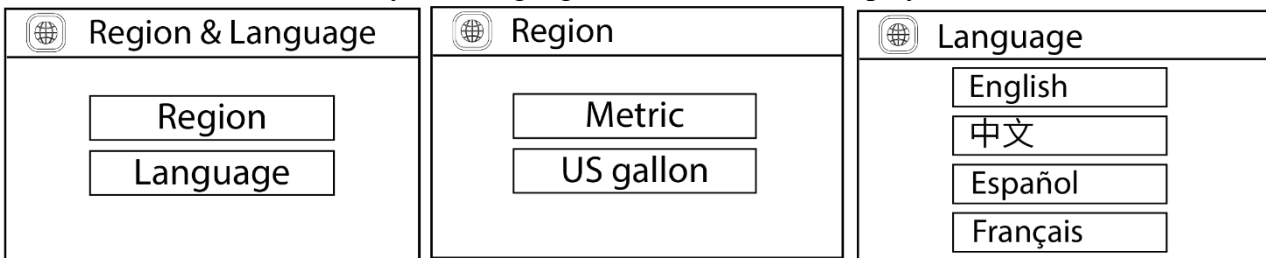 Region & Language
Region
Language
Region
Metric
US gallon
Language
English
中文
Español
Français